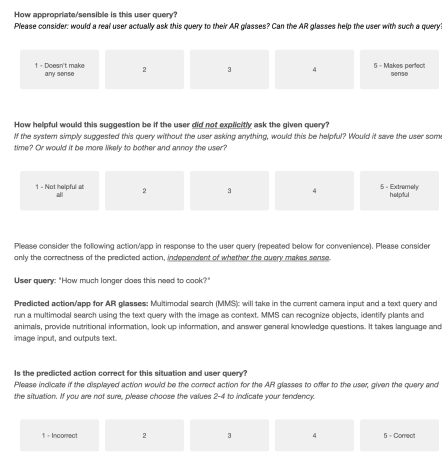 How appropriate/sensible is this user query?
Please consider: would a real user actually ask this query to their AR glasses? Can the AR glasses help the user with such a query?
1 - Doesn't make
any sense
2
3
4
5 - Makes perfect
sense
How helpful would this suggestion be if the user did not explicitly ask the given query?
If the system simply suggested this query without the user asking anything, would this be helpful? Would it save the user some
time? Or would it be more likely to bother and annoy the user?
1 - Not helpful at
all
2
3
4
5 - Extremely
helpful
Please consider the following action/app in response to the user query (repeated below for convenience). Please consider
only the correctness of the predicted action, independent of whether the query makes sense.
User query: "How much longer does this need to cook?"
Predicted action/app for AR glasses: Multimodal search (MMS): will take in the current camera input and a text query and
run a multimodal search using the text query with the image as context. MMS can recognize objects, identify plants and
animals, provide nutritional information, look up information, and answer general knowledge questions. It takes language and
image input, and outputs text.
Is the predicted action correct for this situation and user query?
Please indicate if the displayed action would be the correct action for the AR glasses to offer to the user, given the query and
the situation. If you are not sure, please choose the values 2-4 to indicate your tendency.
1 - Incorrect
2
3
4
5 - Correct